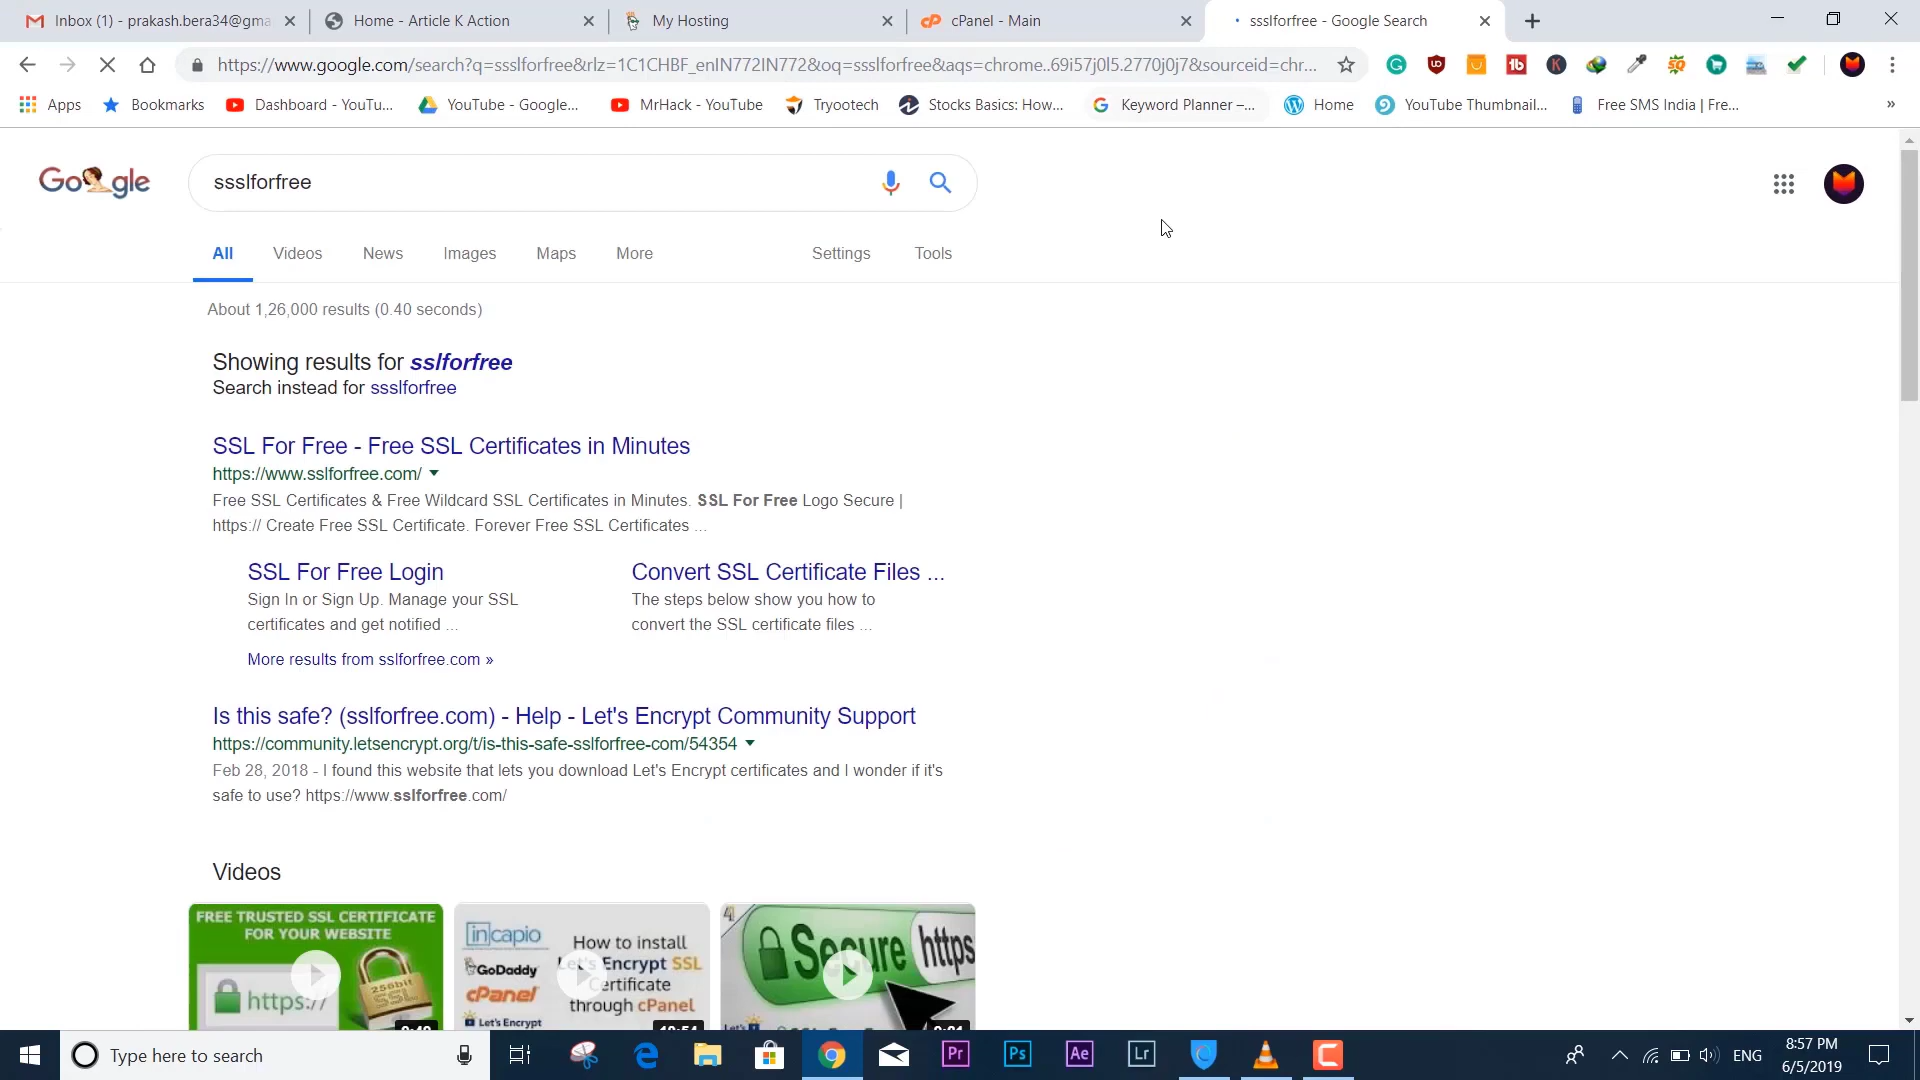 Inbox (1) - prakash.bera34@gma
Home - Article K Action
My Hosting
cPanel - Main
ssslforfree - Google Search
https://www.google.com/search?q=ssslforfree&rlz=1C1CHBF_enIN772IN772&oq=ssslforfree&aqs=chrome..69i57j0l5.2770j0j7&sourceid=chr...
Apps
Bookmarks
Dashboard - YouTu...
YouTube - Google...
MrHack - YouTube
Tryootech
Stocks Basics: How...
Keyword Planner –...
Home
YouTube Thumbnail...
Free SMS India | Fre...
»
Google
ssslforfree
All
Videos
News
Images
Maps
More
Settings
Tools
About 1,26,000 results (0.40 seconds)
Showing results for sslforfree
Search instead for ssslforfree
SSL For Free - Free SSL Certificates in Minutes
https://www.sslforfree.com/
Free SSL Certificates & Free Wildcard SSL Certificates in Minutes. SSL For Free Logo Secure |
https:// Create Free SSL Certificate. Forever Free SSL Certificates ...
SSL For Free Login
Sign In or Sign Up. Manage your SSL
certificates and get notified ...
Convert SSL Certificate Files ...
The steps below show you how to
convert the SSL certificate files ...
More results from sslforfree.com »
Is this safe? (sslforfree.com) - Help - Let's Encrypt Community Support
https://community.letsencrypt.org/t/is-this-safe-sslforfree-com/54354
Feb 28, 2018 - I found this website that lets you download Let's Encrypt certificates and I wonder if it's
safe to use? https://www.sslforfree.com/
Videos
FREE TRUSTED SSL CERTIFICATE
FOR YOUR WEBSITE
https://
256bit
incapio
GoDaddy
cPanel
Let's Encrypt
How to install
Let's Encrypt SSL
Certificate
through cPanel
Secure https
Type here to search
Pr
Ps
Ae
Lr
ENG
8:57 PM
6/5/2019